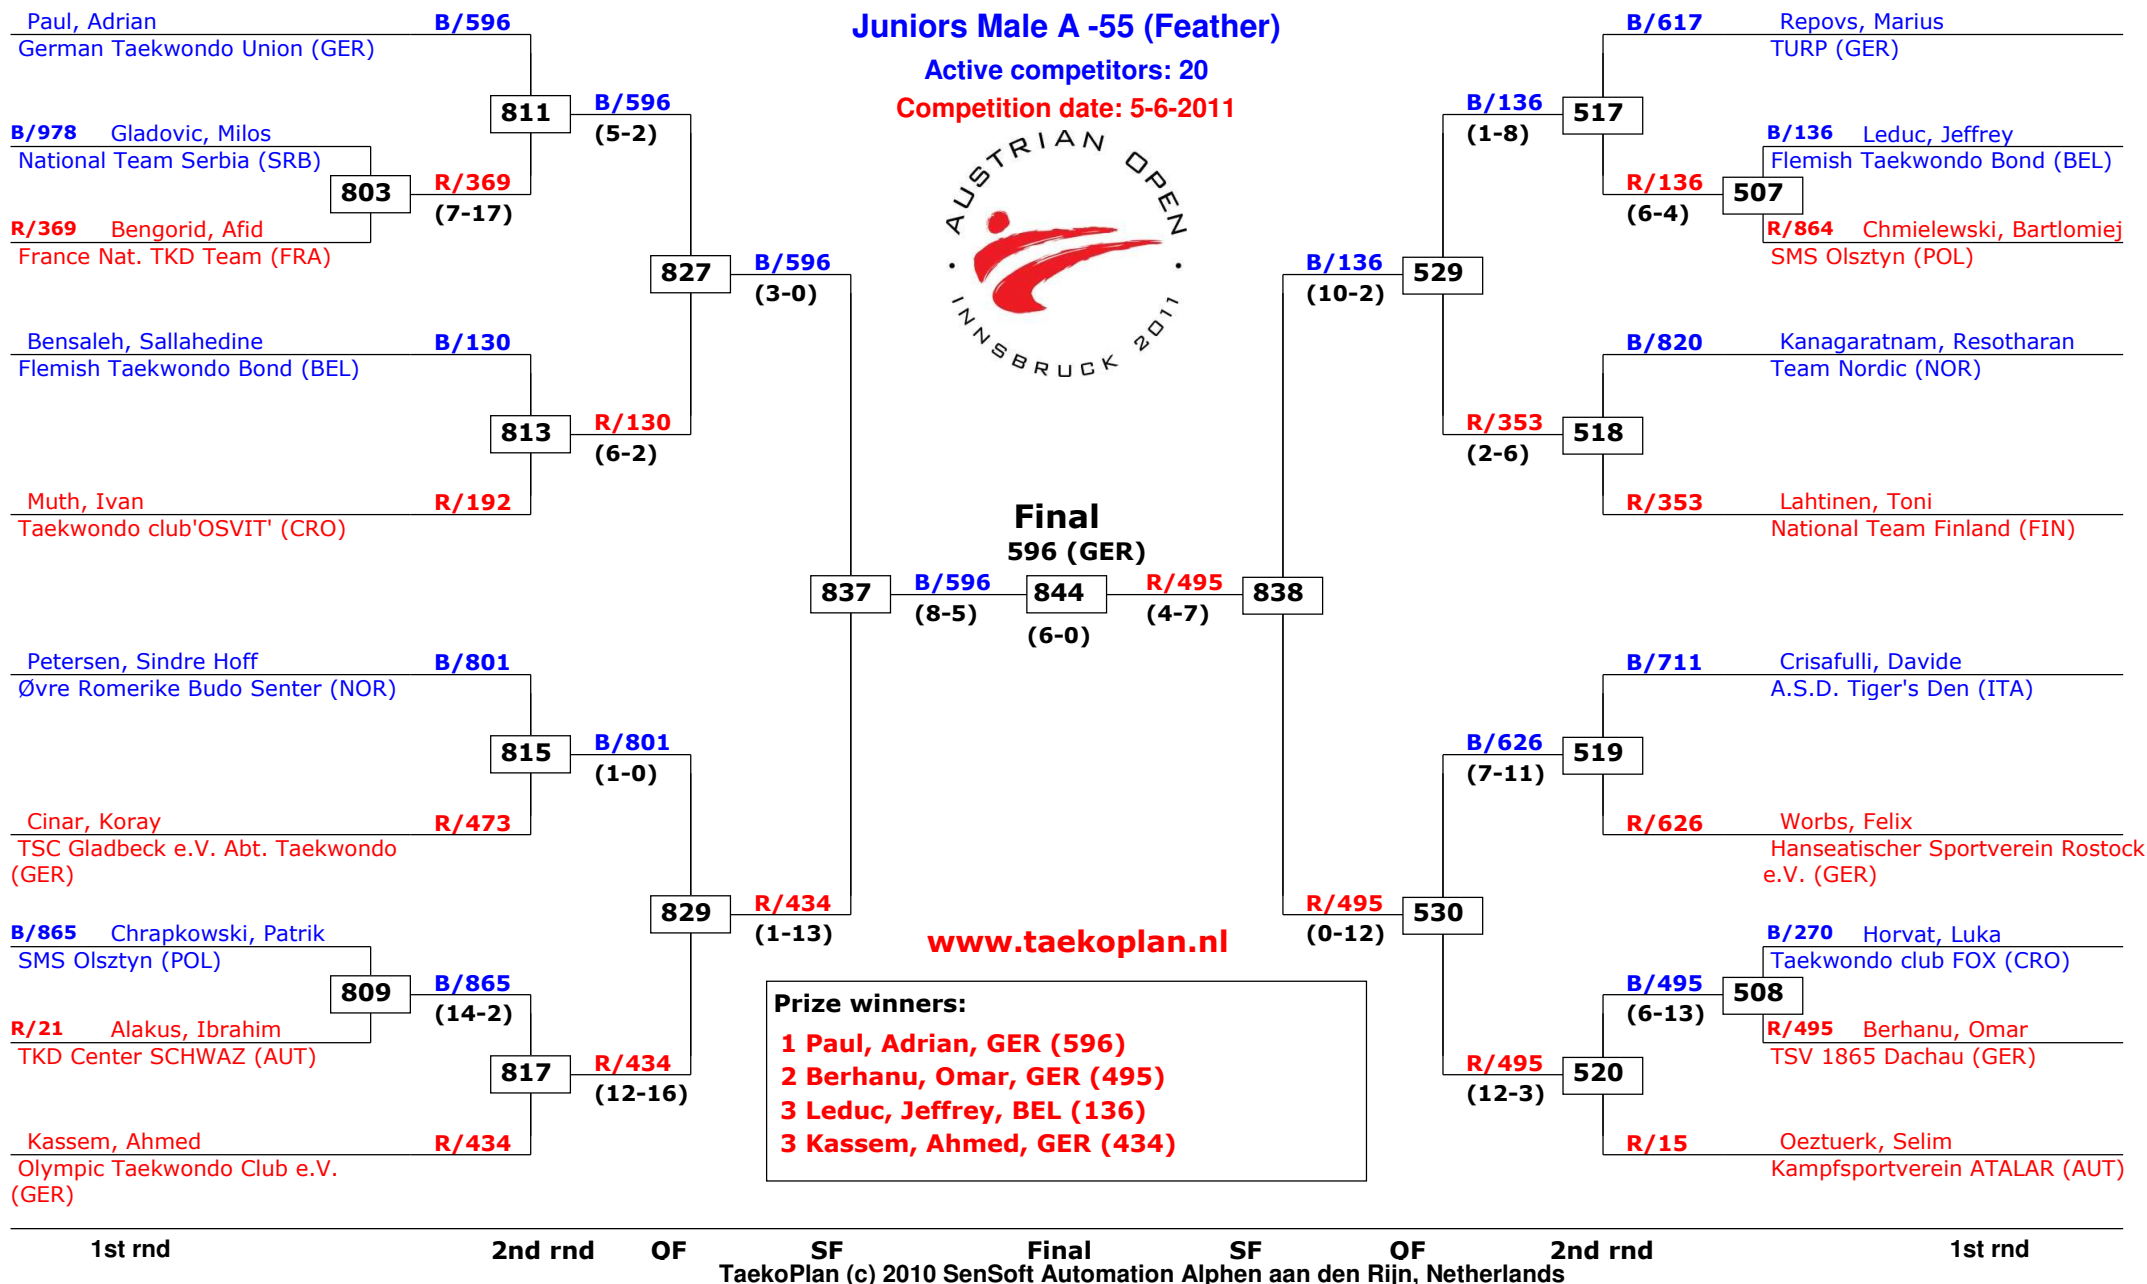 Juniors Male A -55 (Feather)
Active competitors: 20
Competition date: 5-6-2011
AUSTRIAN OPEN
· INNSBRUCK 2011 ·
Paul, Adrian
B/596
German Taekwondo Union (GER)
811
B/596
(5-2)
B/978 Gladovic, Milos
National Team Serbia (SRB)
803
R/369
(7-17)
R/369 Bengorid, Afid
France Nat. TKD Team (FRA)
827
B/596
(3-0)
Bensaleh, Sallahedine
B/130
Flemish Taekwondo Bond (BEL)
813
R/130
(6-2)
Muth, Ivan
R/192
Taekwondo club'OSVIT' (CRO)
837
B/596
(8-5)
Petersen, Sindre Hoff
B/801
Øvre Romerike Budo Senter (NOR)
815
B/801
(1-0)
Cinar, Koray
R/473
TSC Gladbeck e.V. Abt. Taekwondo
(GER)
829
R/434
(1-13)
B/865 Chrapkowski, Patrik
SMS Olsztyn (POL)
809
B/865
(14-2)
R/21 Alakus, Ibrahim
TKD Center SCHWAZ (AUT)
817
R/434
(12-16)
Kassem, Ahmed
R/434
Olympic Taekwondo Club e.V.
(GER)
Final
596 (GER)
844
(6-0)
R/495
(4-7)
838
B/617
Repovs, Marius
TURP (GER)
B/136
(1-8)
517
B/136 Leduc, Jeffrey
Flemish Taekwondo Bond (BEL)
R/136
(6-4)
507
R/864 Chmielewski, Bartlomiej
SMS Olsztyn (POL)
B/136
(10-2)
529
B/820
Kanagaratnam, Resotharan
Team Nordic (NOR)
R/353
(2-6)
518
R/353
Lahtinen, Toni
National Team Finland (FIN)
B/711
Crisafulli, Davide
A.S.D. Tiger's Den (ITA)
B/626
(7-11)
519
R/626
Worbs, Felix
Hanseatischer Sportverein Rostock
e.V. (GER)
R/495
(0-12)
530
B/270 Horvat, Luka
Taekwondo club FOX (CRO)
B/495
(6-13)
508
R/495 Berhanu, Omar
TSV 1865 Dachau (GER)
R/495
(12-3)
520
R/15
Oeztuerk, Selim
Kampfsportverein ATALAR (AUT)
www.taekoplan.nl
Prize winners:
1 Paul, Adrian, GER (596)
2 Berhanu, Omar, GER (495)
3 Leduc, Jeffrey, BEL (136)
3 Kassem, Ahmed, GER (434)
1st rnd 2nd rnd QF SF Final SF QF 2nd rnd 1st rnd
TaekoPlan (c) 2010 SenSoft Automation Alphen aan den Rijn, Netherlands